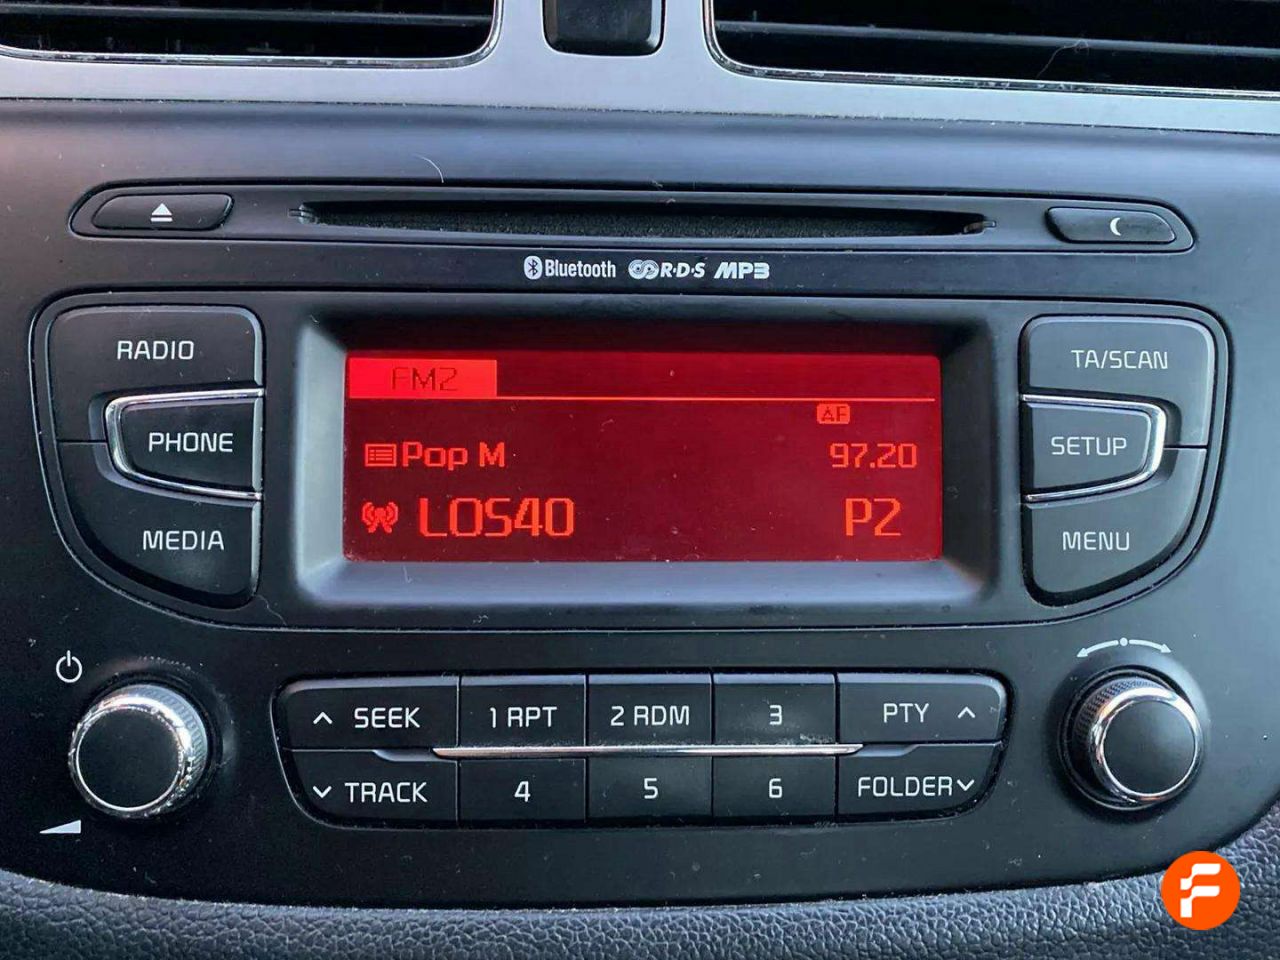 Bluetooth R·D·S MP3
RADIO
PHONE
MEDIA
FM2
AF
Pop M 97.20
LOS40 P2
TA/SCAN
SETUP
MENU
SEEK 1 RPT 2 RDM 3 PTY
TRACK 4 5 6 FOLDER
F